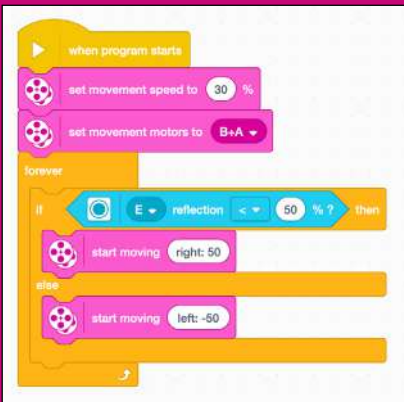 when program starts
set movement speed to 30 %
set movement motors to B+A
forever
if E reflection < 50 % ? then
start moving right: 50
else
start moving left: -50